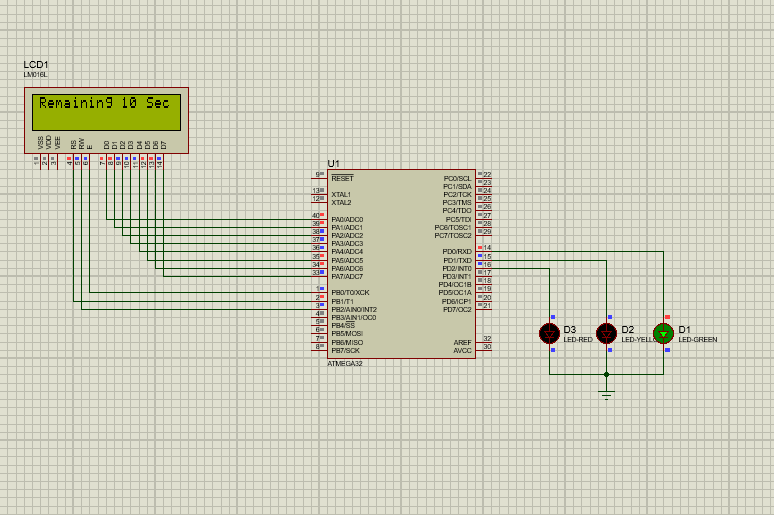 LCD1
LM016L
Remaining 10 Sec
VSS
VDD
VEE
RS
RW
E
D0
D1
D2
D3
D4
D5
D6
D7
1
2
3
4
5
6
7
8
9
10
11
12
13
14
U1
9 RESET
13 XTAL1
12 XTAL2
40 PA0/ADC0
39 PA1/ADC1
38 PA2/ADC2
37 PA3/ADC3
36 PA4/ADC4
35 PA5/ADC5
34 PA6/ADC6
33 PA7/ADC7
1 PB0/T0/XCK
2 PB1/T1
3 PB2/AIN0/INT2
4 PB3/AIN1/OC0
5 PB4/SS
6 PB5/MOSI
7 PB6/MISO
8 PB7/SCK
PC0/SCL 22
PC1/SDA 23
PC2/TCK 24
PC3/TMS 25
PC4/TDO 26
PC5/TDI 27
PC6/TOSC1 28
PC7/TOSC2 29
PD0/RXD 14
PD1/TXD 15
PD2/INT0 16
PD3/INT1 17
PD4/OC1B 18
PD5/OC1A 19
PD6/ICP1 20
PD7/OC2 21
AREF 32
AVCC 30
ATMEGA32
D3
LED-RED
D2
LED-YELL
D1
LED-GREEN